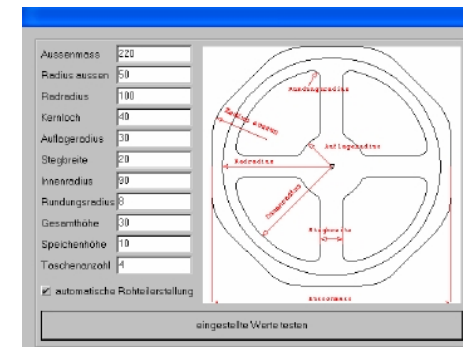 Aussenmass 220
Radius aussen 50
Radradius 100
Kernloch 40
Auflageradius 30
Stegbreite 20
Innenradius 90
Rundungsradius 8
Gesamthöhe 30
Speichenhöhe 10
Taschenanzahl 4
automatische Rohteilerstellung
Rundungsradius
Radius aussen
Auflageradius
Radradius
Innenradius
Stegbreite
Aussenmass
eingestellte Werte testen